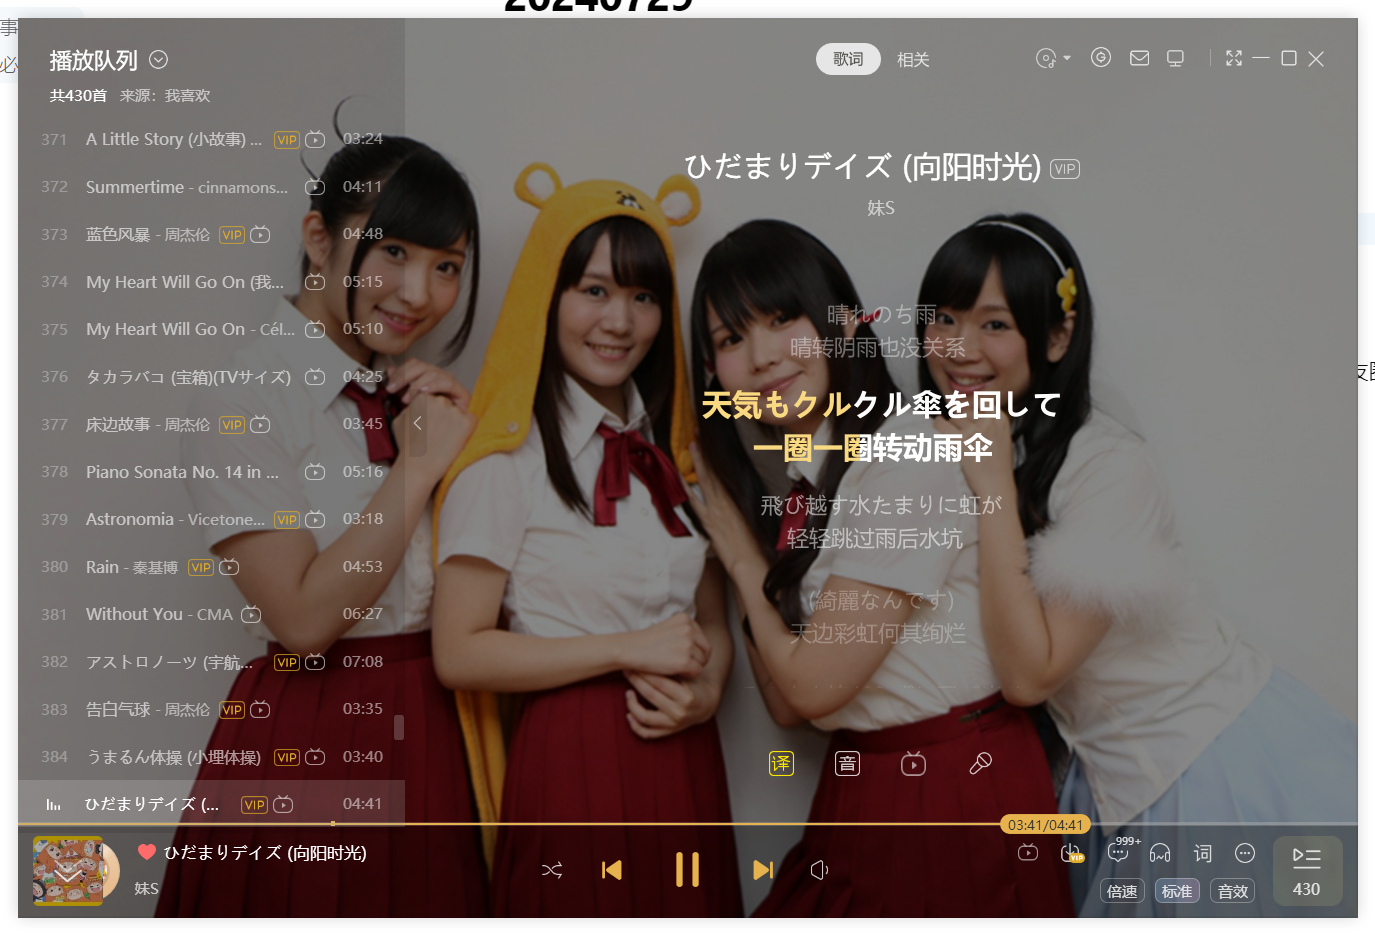 20240729
事
必
播放队列
共430首 来源：我喜欢
歌词 相关
371 A Little Story (小故事) ... VIP 03:24
372 Summertime - cinnamons... 04:11
373 蓝色风暴 - 周杰伦 VIP 04:48
374 My Heart Will Go On (我... 05:15
375 My Heart Will Go On - Cél... 05:10
376 タカラバコ (宝箱)(TVサイズ) 04:25
377 床边故事 - 周杰伦 VIP 03:45
378 Piano Sonata No. 14 in ... 05:16
379 Astronomia - Vicetone... VIP 03:18
380 Rain - 秦基博 VIP 04:53
381 Without You - CMA 06:27
382 アストロノーツ (宇航... VIP 07:08
383 告白气球 - 周杰伦 VIP 03:35
384 うまるん体操 (小埋体操) VIP 03:40
ひだまりデイズ (... VIP 04:41
ひだまりデイズ (向阳时光) VIP
妹S
晴れのち雨
晴转阴雨也没关系
天気もクルクル傘を回して
一圈一圈转动雨伞
飛び越す水たまりに虹が
轻轻跳过雨后水坑
(綺麗なんです)
天边彩虹何其绚烂
译 音
03:41/04:41
ひだまりデイズ (向阳时光)
妹S
VIP 999+ 词
倍速 标准 音效
430